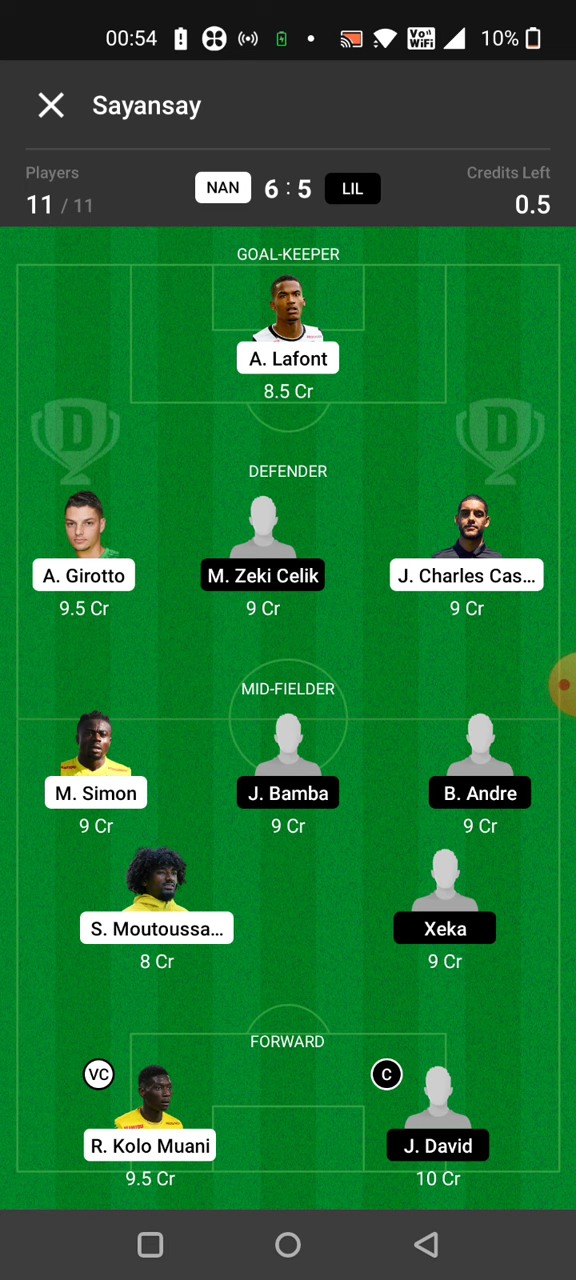 00:54
Vo))
WiFi
10%
Sayansay
Players
11 / 11
NAN 6 : 5 LIL
Credits Left
0.5
GOAL-KEEPER
A. Lafont
8.5 Cr
D D
DEFENDER
A. Girotto M. Zeki Celik J. Charles Cas...
9.5 Cr 9 Cr 9 Cr
MID-FIELDER
M. Simon J. Bamba B. Andre
9 Cr 9 Cr 9 Cr
S. Moutoussa... Xeka
8 Cr 9 Cr
FORWARD
VC C
R. Kolo Muani J. David
9.5 Cr 10 Cr